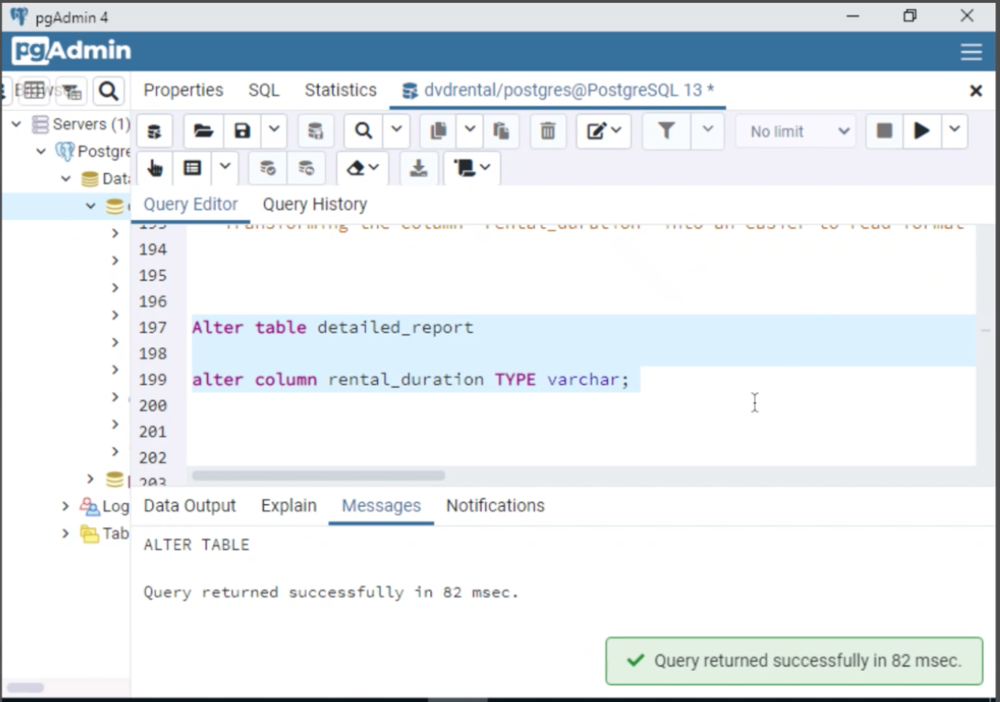 pgAdmin 4
pgAdmin
Properties SQL Statistics dvdrental/postgres@PostgreSQL 13 *
Servers (1)
Postgre
No limit
Data
Query Editor Query History
193 Transforming the column rental_duration into an easier to read format
194
195
196
197 Alter table detailed_report
198
199 alter column rental_duration TYPE varchar;
200
201
202
203
Log
Tab
Data Output Explain Messages Notifications
ALTER TABLE
Query returned successfully in 82 msec.
Query returned successfully in 82 msec.